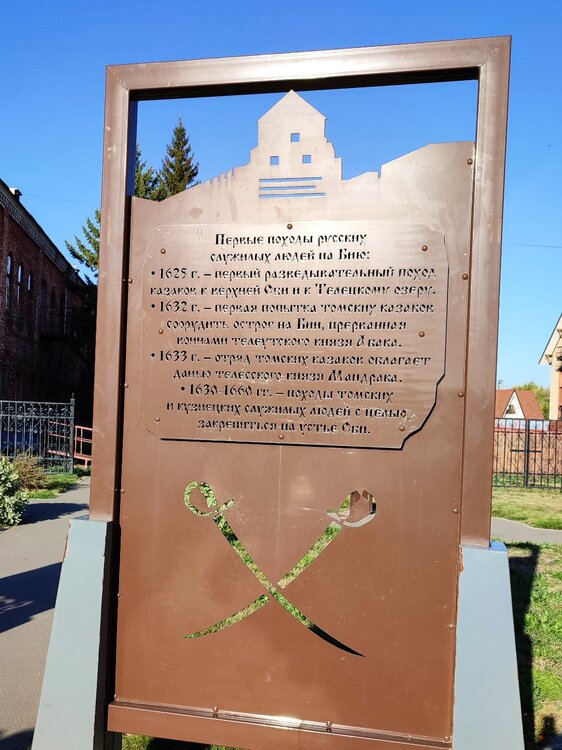 Первые походы русских
служилых людей на Бию:
• 1625 г. – первый разведывательный поход
казаков к верхней Оби и к Телецкому озеру.
• 1632 г. – первая попытка томских казаков
соорудить острог на Бии, прерванная
воинами телеутского князя Абака.
• 1633 г. – отряд томских казаков облагает
данью телесского князя Мандрака.
• 1630-1660 гг. – походы томских
и кузнецких служилых людей с целью
закрепиться на устье Оби.